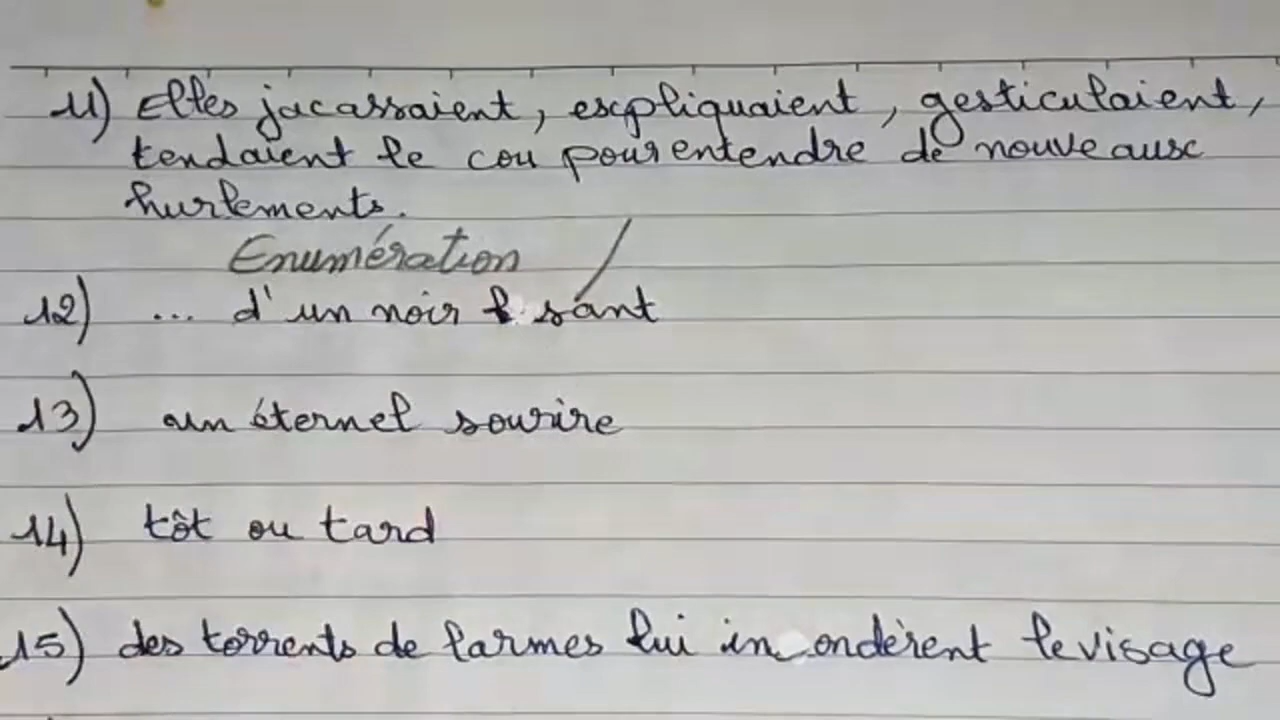 11) Elles jacassaient, expliquaient, gesticulaient,
tendaient le cou pour entendre de nouveaux
hurlements.
Enumération /
12) ... d'un noir sant
13) un éternel sourire
14) tôt ou tard
15) des torrents de larmes lui inondèrent le visage